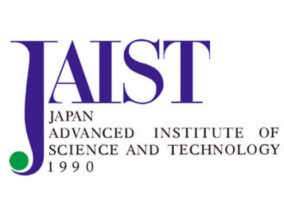 JAIST
JAPAN
ADVANCED INSTITUTE OF
SCIENCE AND TECHNOLOGY
1990